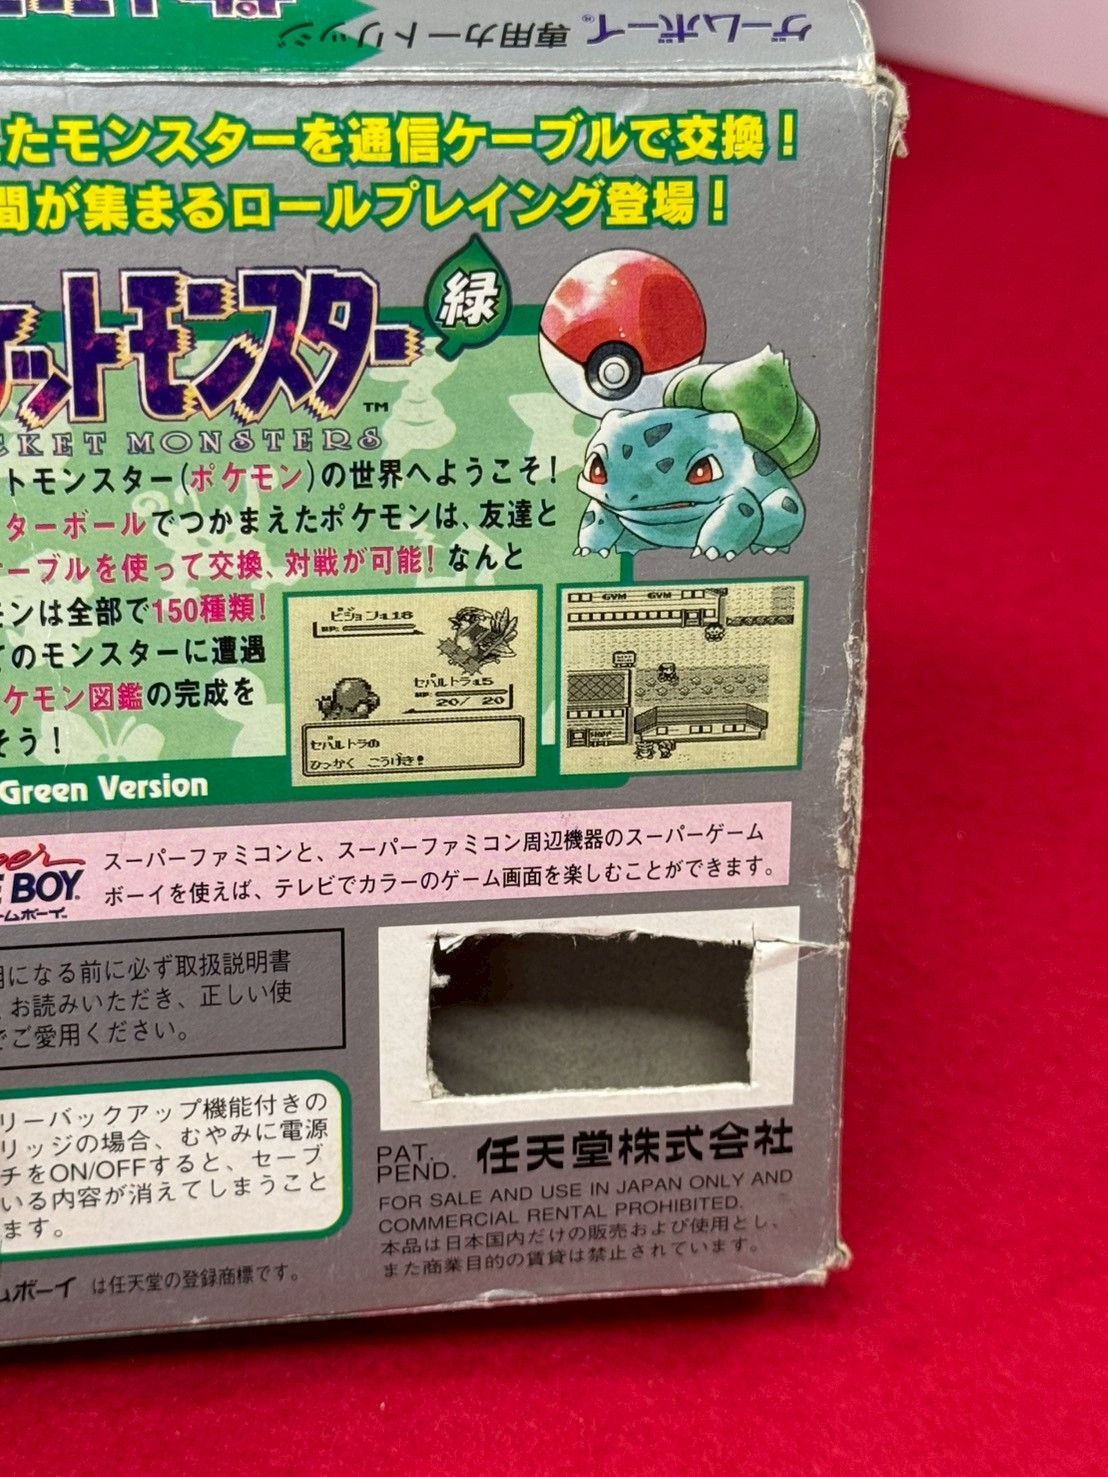 ゲームボーイ®専用カートリッジ
えたモンスターを通信ケーブルで交換！
間が集まるロールプレイング登場！
ケットモンスター
緑
TM
CKET MONSTERS
トモンスター(ポケモン)の世界へようこそ！
ターボールでつかまえたポケモンは、友達と
ケーブルを使って交換、対戦が可能！なんと
モンは全部で150種類！
てのモンスターに遭遇
ケモン図鑑の完成を
そう！
ピジョン:L18
HP:
セバルトラ:L5
HP:
20/ 20
セバルトラの
ひっかく こうげき！
GYM GYM
SHOP
Green Version
スーパーファミコンと、スーパーファミコン周辺機器のスーパーゲーム
ボーイを使えば、テレビでカラーのゲーム画面を楽しむことができます。
E BOY
ームボーイ
用になる前に必ず取扱説明書
お読みいただき、正しい使
でご愛用ください。
リーバックアップ機能付きの
リッジの場合、むやみに電源
チをON/OFFすると、セーブ
いる内容が消えてしまうこと
ます。
PAT.
PEND.
任天堂株式会社
FOR SALE AND USE IN JAPAN ONLY AND
COMMERCIAL RENTAL PROHIBITED.
本品は日本国内だけの販売および使用とし、
また商業目的の賃貸は禁止されています。
ムボーイ は任天堂の登録商標です。